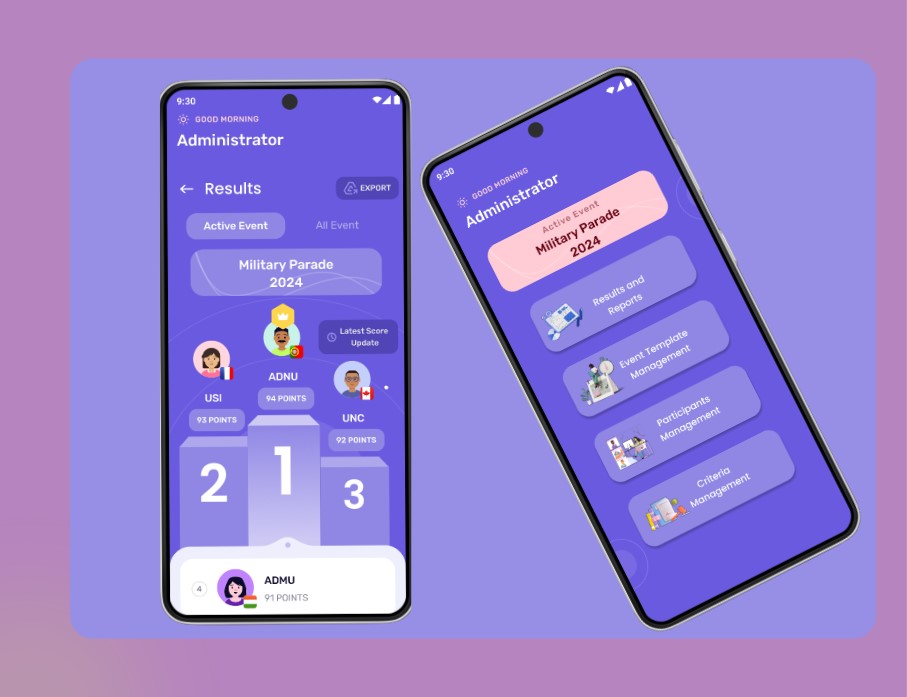 9:30
GOOD MORNING
Administrator
Results
EXPORT
Active Event
All Event
Military Parade
2024
Latest Score
Update
USI
93 POINTS
ADNU
94 POINTS
UNC
92 POINTS
2
1
3
4
ADMU
91 POINTS
9:30
GOOD MORNING
Administrator
Active Event
Military Parade
2024
Results and
Reports
Event Template
Management
Participants
Management
Criteria
Management